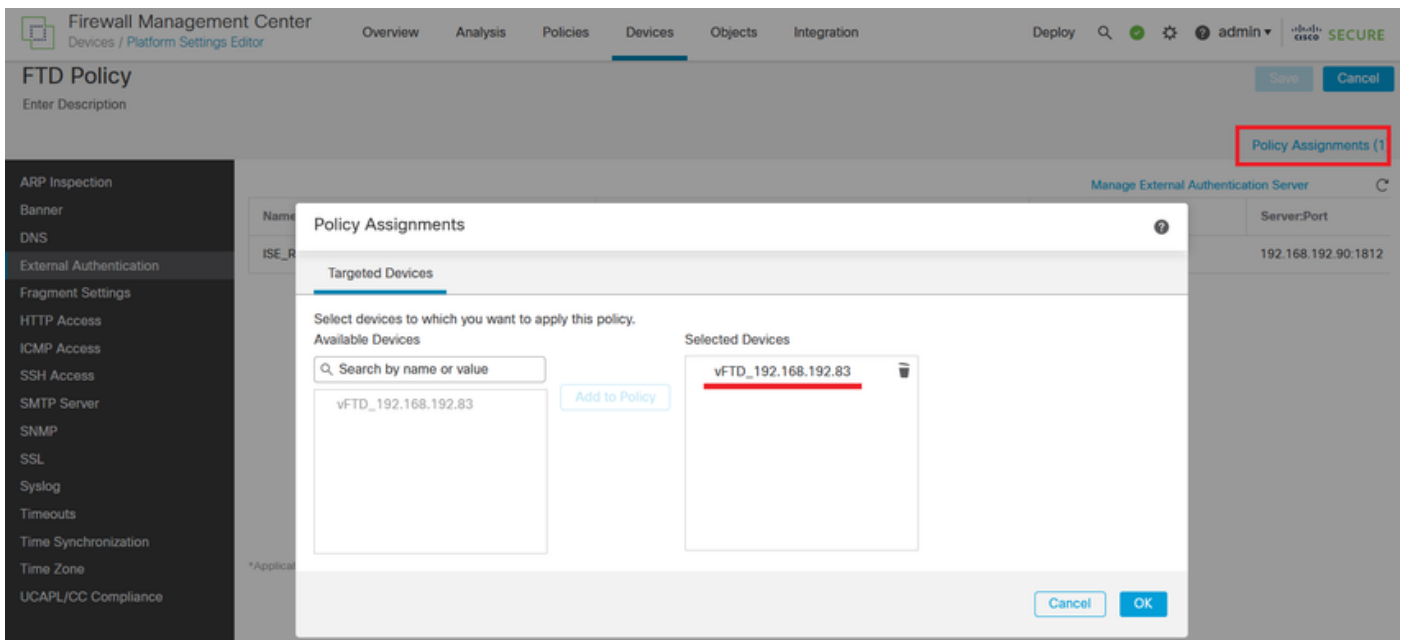 Firewall Management Center
Devices / Platform Settings Editor
Overview Analysis Policies Devices Objects Integration
Deploy admin SECURE
cisco
FTD Policy
Save Cancel
Enter Description
Policy Assignments (1
ARP Inspection
Banner
DNS
External Authentication
Fragment Settings
HTTP Access
ICMP Access
SSH Access
SMTP Server
SNMP
SSL
Syslog
Timeouts
Time Synchronization
Time Zone
UCAPL/CC Compliance
Manage External Authentication Server
Name Server:Port
ISE_R 192.168.192.90:1812
*Applicat
Policy Assignments
Targeted Devices
Select devices to which you want to apply this policy.
Available Devices Selected Devices
Search by name or value
vFTD_192.168.192.83
Add to Policy
vFTD_192.168.192.83
Cancel OK